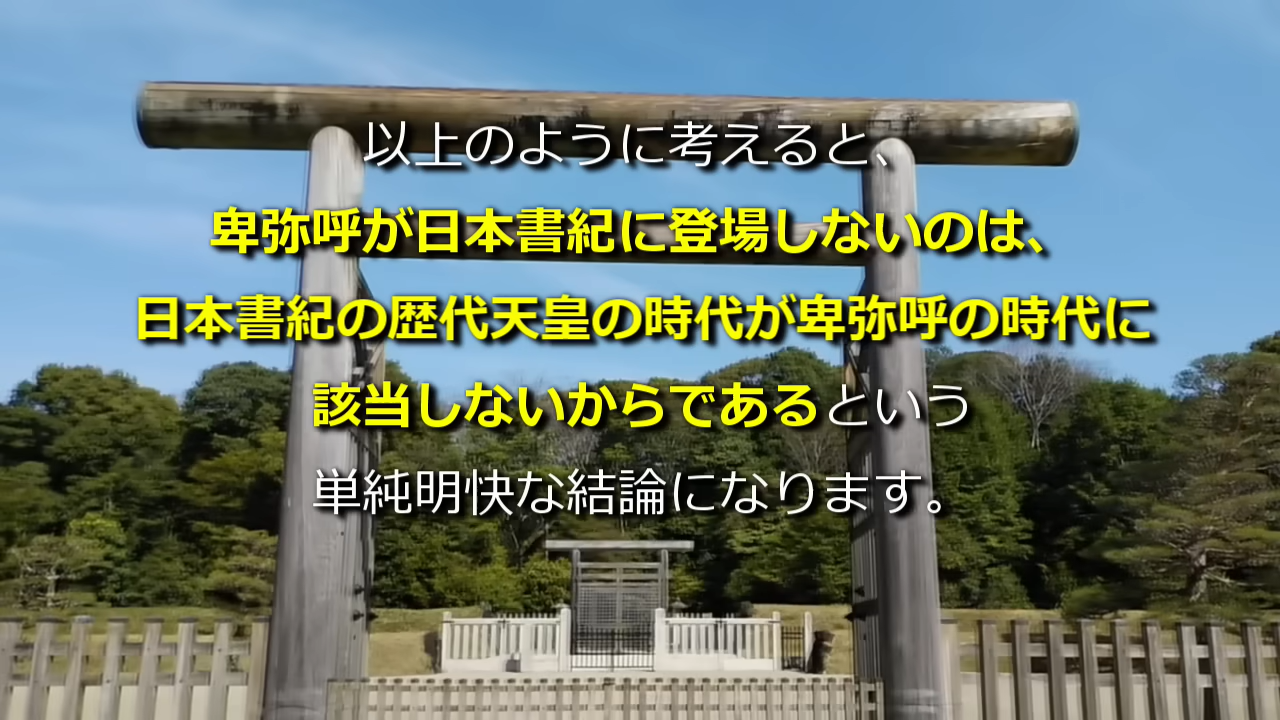 以上のように考えると、
卑弥呼が日本書紀に登場しないのは、
日本書紀の歴代天皇の時代が卑弥呼の時代に
該当しないからであるという
単純明快な結論になります。